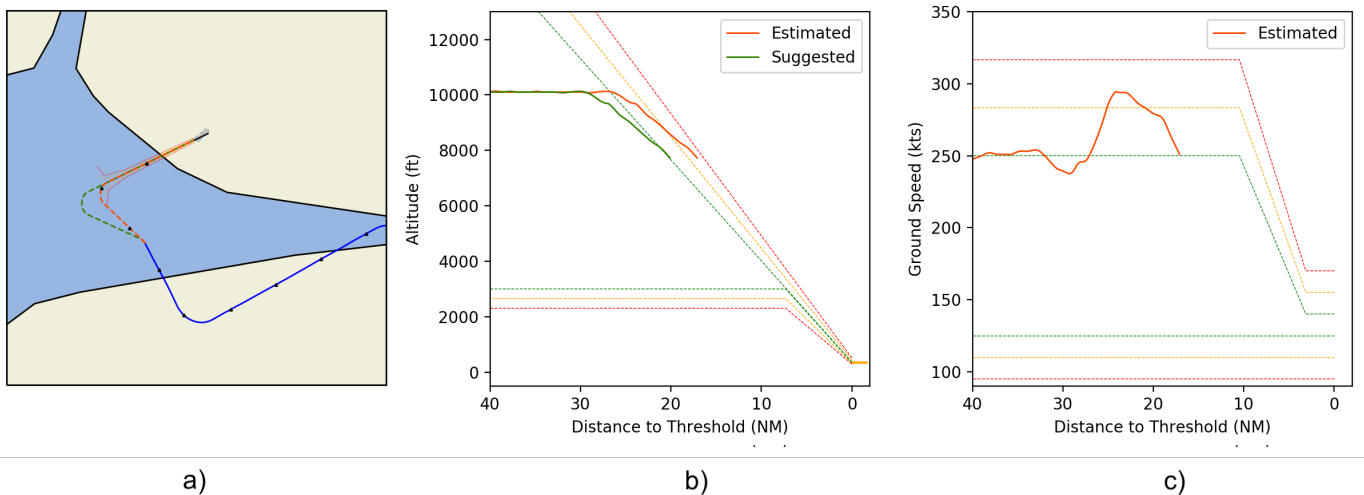 12000
10000
8000
6000
4000
2000
0
Altitude (ft)
Estimated
Suggested
40
30
20
10
0
Distance to Threshold (NM)
350
300
250
200
150
100
Ground Speed (kts)
Estimated
40
30
20
10
0
Distance to Threshold (NM)
a)
b)
c)